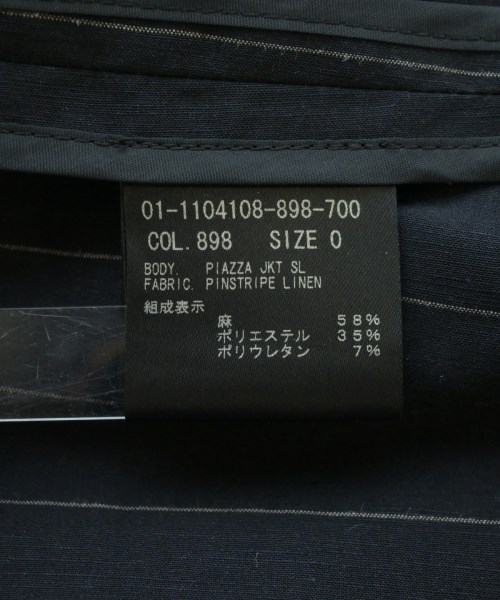 01-1104108-898-700
COL.898 SIZE 0
BODY. PIAZZA JKT SL
FABRIC. PINSTRIPE LINEN
組成表示
麻 58%
ポリエステル 35%
ポリウレタン 7%